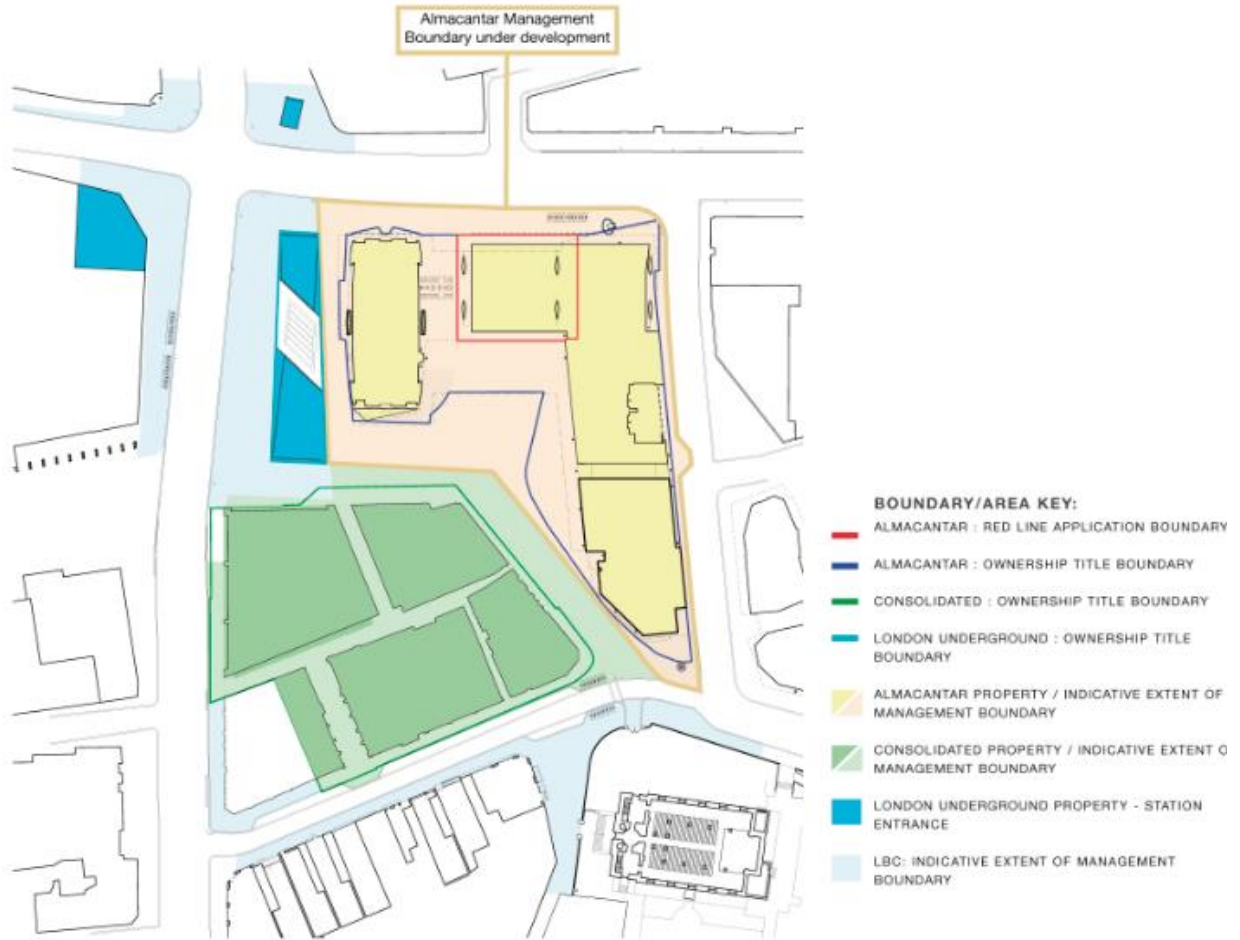 Almacantar Management
Boundary under development
BOUNDARY/AREA KEY:
ALMACANTAR : RED LINE APPLICATION BOUNDARY
ALMACANTAR : OWNERSHIP TITLE BOUNDARY
CONSOLIDATED : OWNERSHIP TITLE BOUNDARY
LONDON UNDERGROUND : OWNERSHIP TITLE
BOUNDARY
ALMACANTAR PROPERTY / INDICATIVE EXTENT OF
MANAGEMENT BOUNDARY
CONSOLIDATED PROPERTY / INDICATIVE EXTENT O
MANAGEMENT BOUNDARY
LONDON UNDERGROUND PROPERTY - STATION
ENTRANCE
LBC: INDICATIVE EXTENT OF MANAGEMENT
BOUNDARY